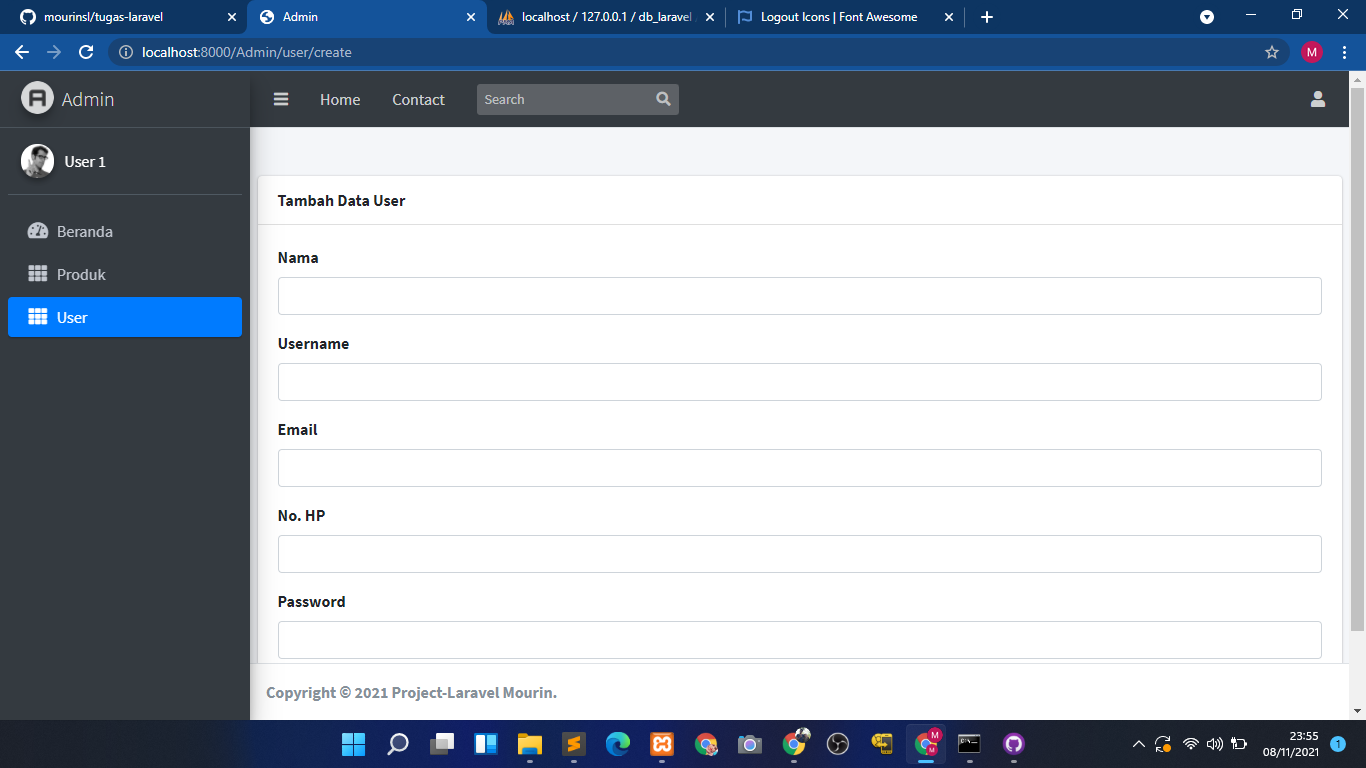 mourinsl/tugas-laravel
Admin
localhost / 127.0.0.1 / db_laravel
Logout Icons | Font Awesome
localhost:8000/Admin/user/create
M
Admin
Home
Contact
Search
User 1
Beranda
Produk
User
Tambah Data User
Nama
Username
Email
No. HP
Password
Copyright © 2021 Project-Laravel Mourin.
23:55
08/11/2021
1